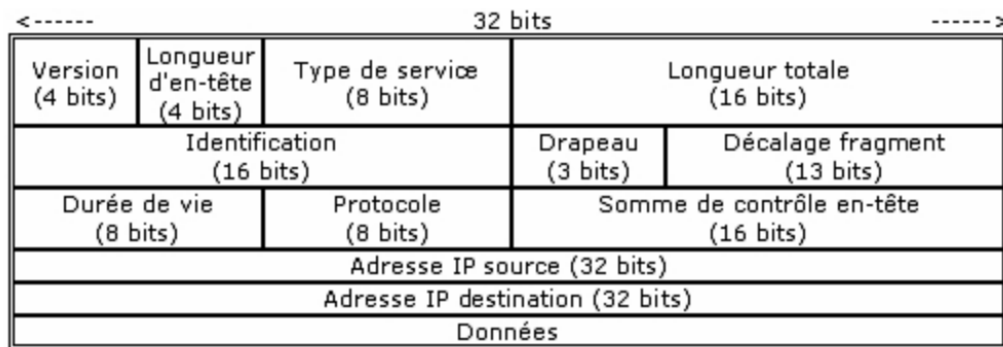 <------ 32 bits ------>
Version
(4 bits)
Longueur
d'en-tête
(4 bits)
Type de service
(8 bits)
Longueur totale
(16 bits)
Identification
(16 bits)
Drapeau
(3 bits)
Décalage fragment
(13 bits)
Durée de vie
(8 bits)
Protocole
(8 bits)
Somme de contrôle en-tête
(16 bits)
Adresse IP source (32 bits)
Adresse IP destination (32 bits)
Données